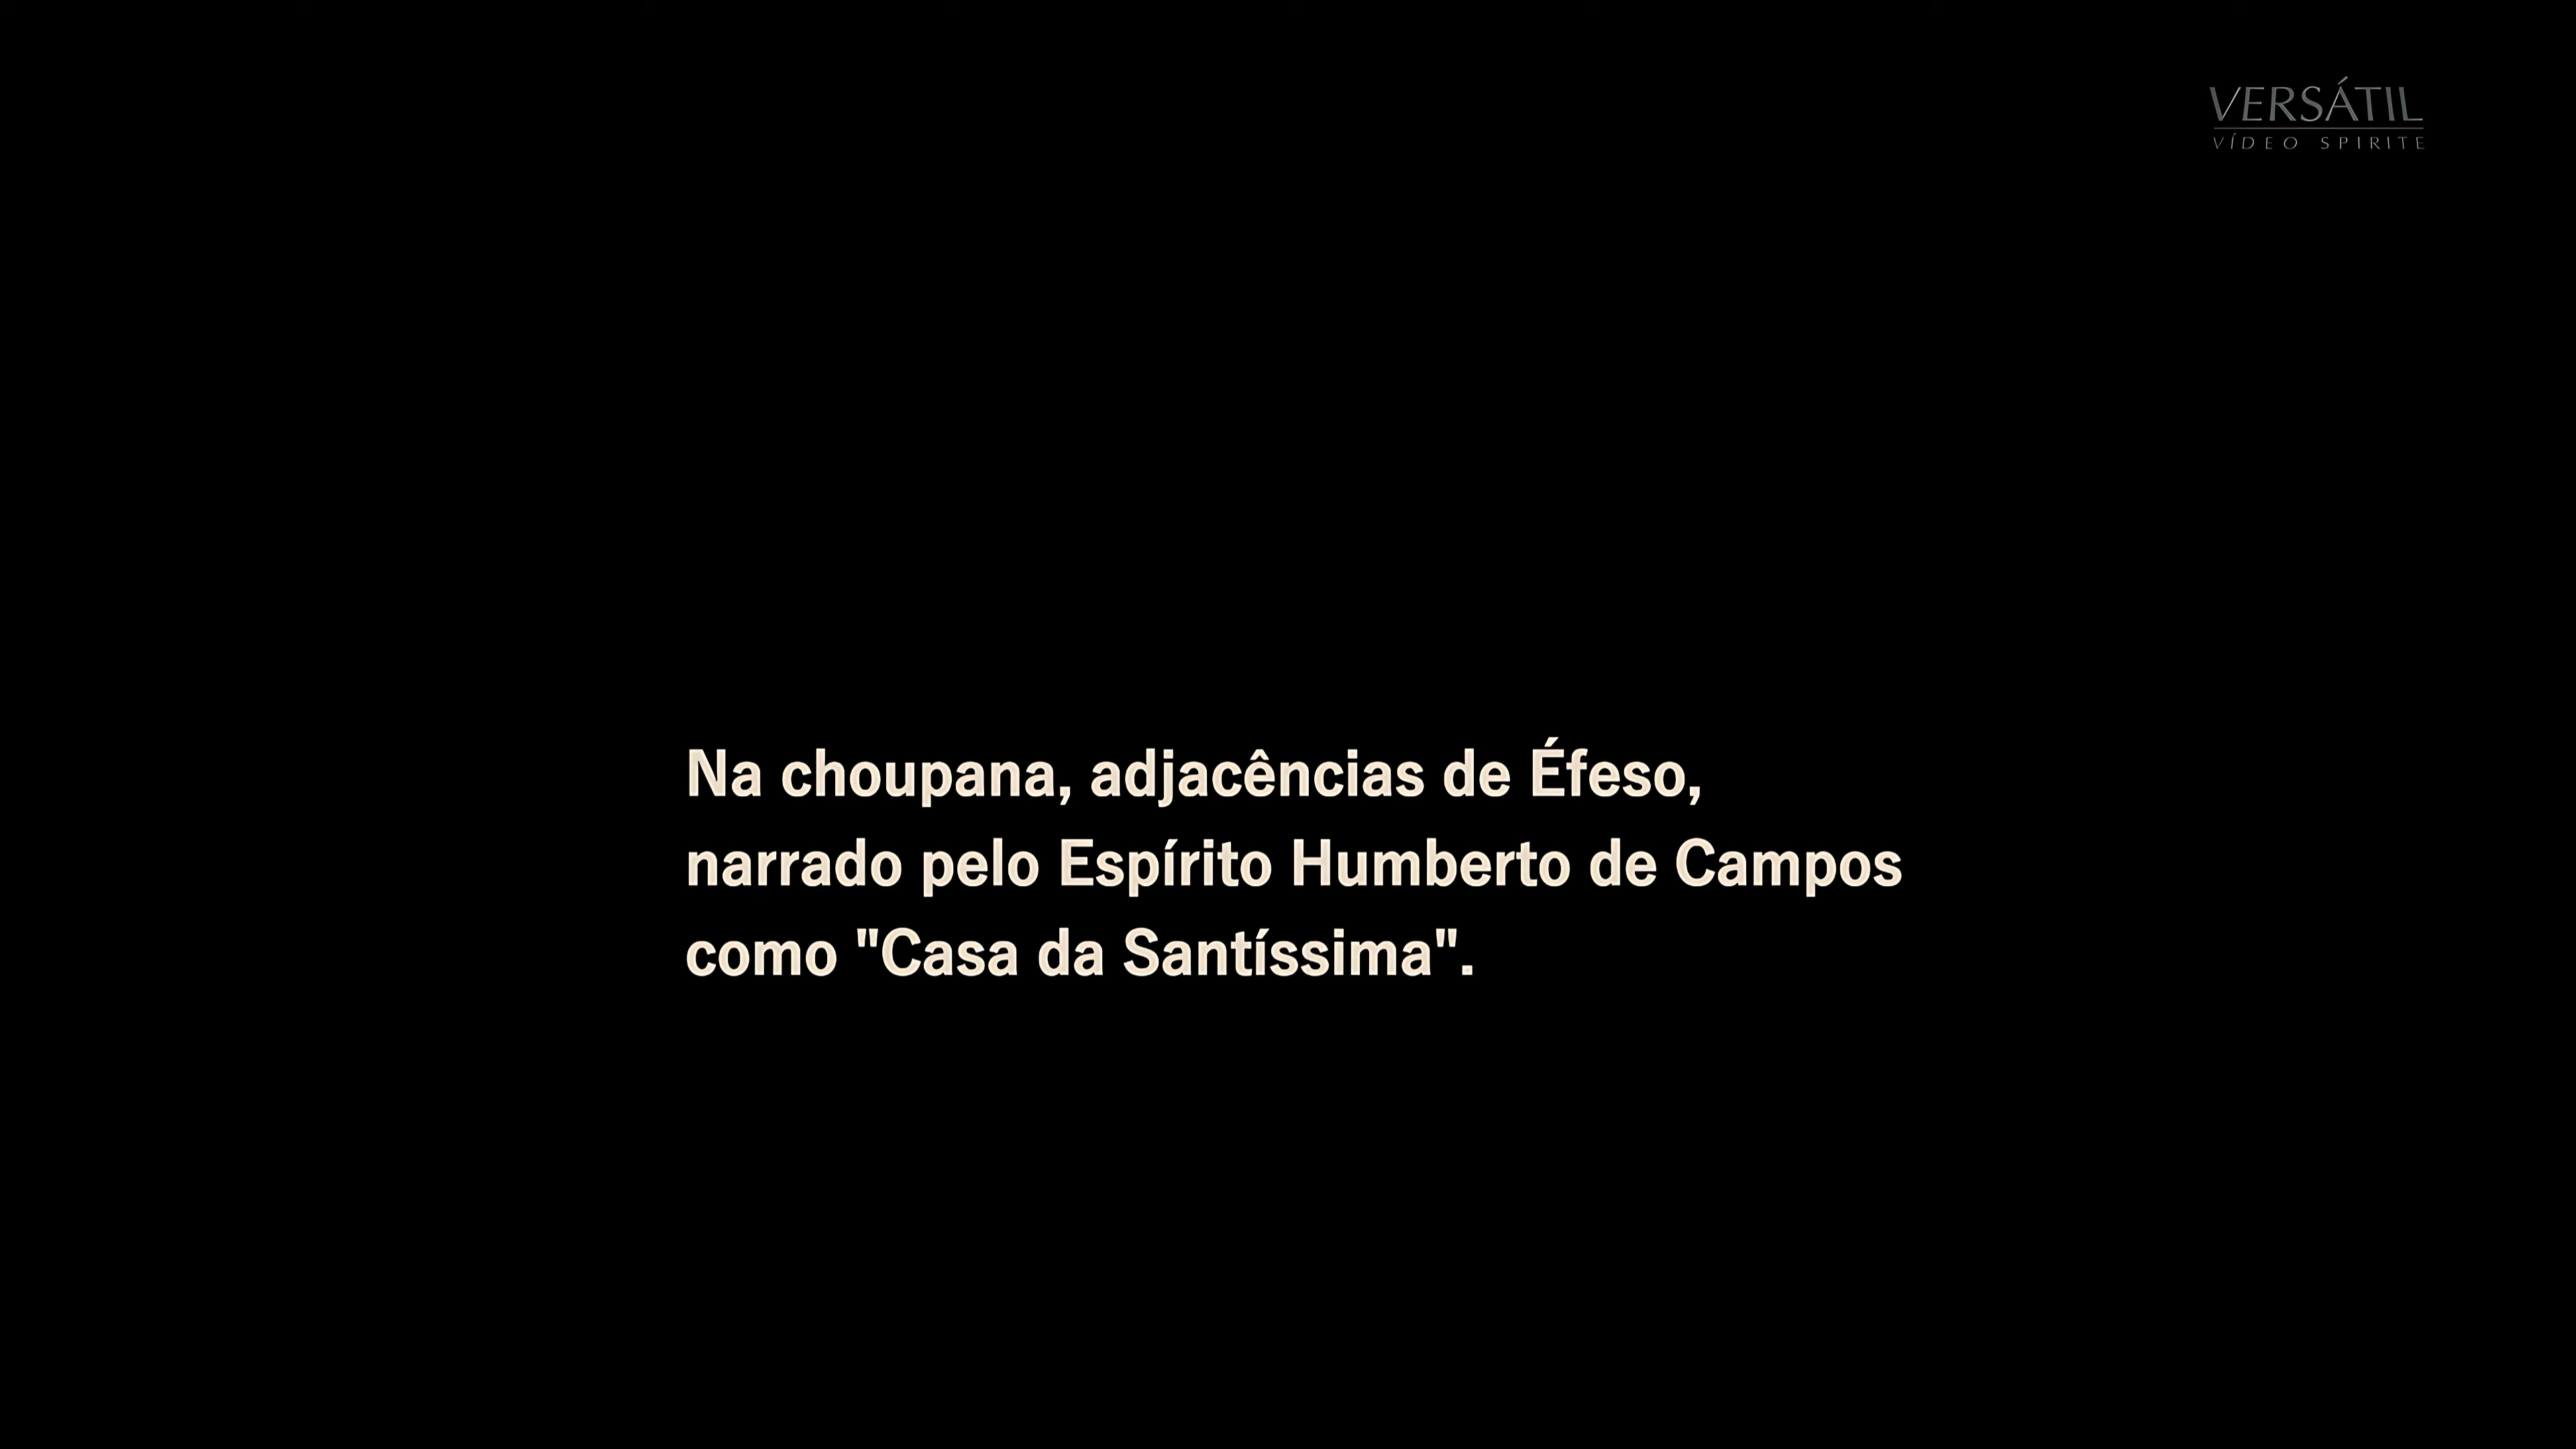 VERSÁTIL
VÍDEO SPIRITE
Na choupana, adjacências de Éfeso,
narrado pelo Espírito Humberto de Campos
como "Casa da Santíssima".